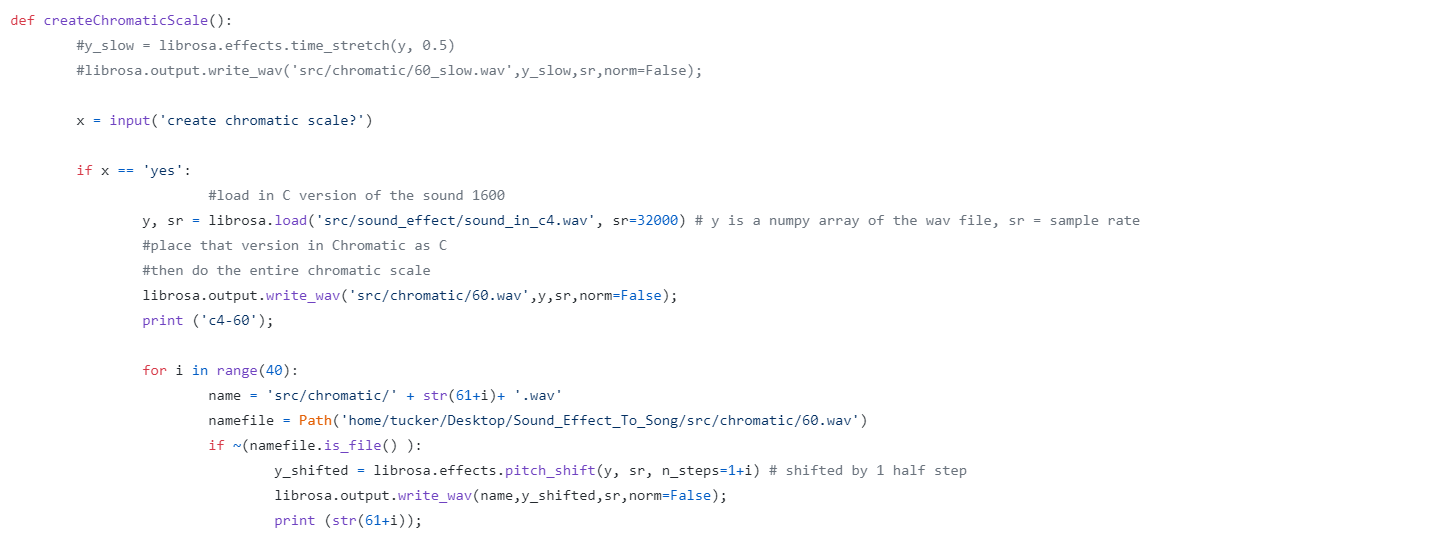 def createChromaticScale():
#y_slow = librosa.effects.time_stretch(y, 0.5)
#librosa.output.write_wav('src/chromatic/60_slow.wav',y_slow,sr,norm=False);
x = input('create chromatic scale?')
if x == 'yes':
#load in C version of the sound 1600
y, sr = librosa.load('src/sound_effect/sound_in_c4.wav', sr=32000) # y is a numpy array of the wav file, sr = sample rate
#place that version in Chromatic as C
#then do the entire chromatic scale
librosa.output.write_wav('src/chromatic/60.wav',y,sr,norm=False);
print ('c4-60');
for i in range(40):
name = 'src/chromatic/' + str(61+i)+ '.wav'
namefile = Path('home/tucker/Desktop/Sound_Effect_To_Song/src/chromatic/60.wav')
if ~(namefile.is_file() ):
y_shifted = librosa.effects.pitch_shift(y, sr, n_steps=1+i) # shifted by 1 half step
librosa.output.write_wav(name,y_shifted,sr,norm=False);
print (str(61+i));